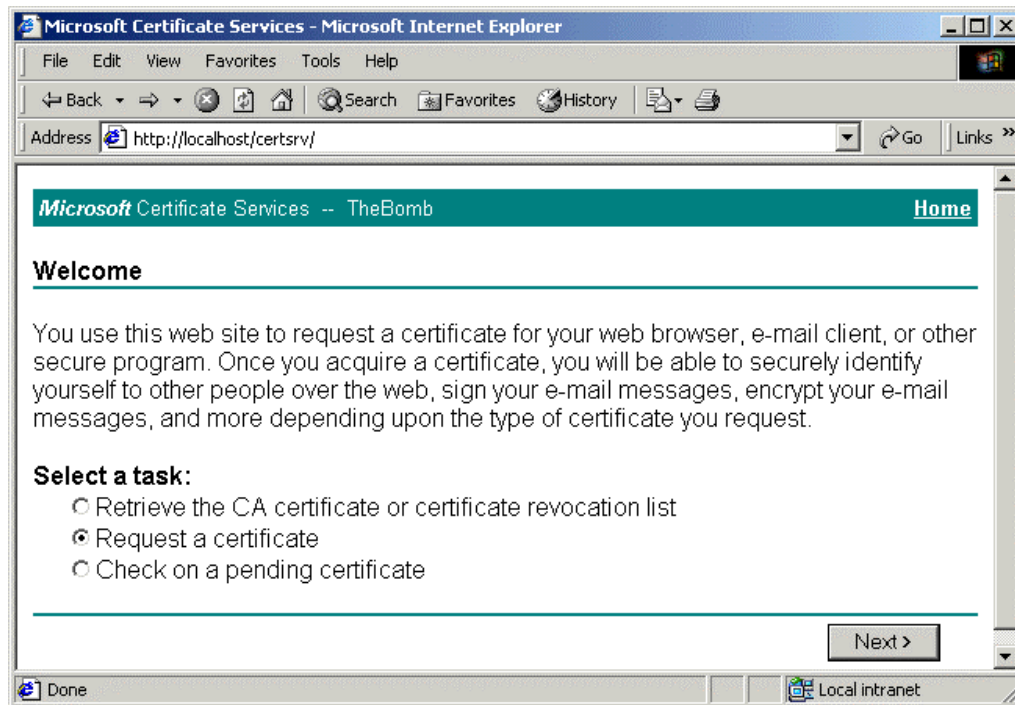 Microsoft Certificate Services - Microsoft Internet Explorer
File Edit View Favorites Tools Help
Back Search Favorites History
Address http://localhost/certsrv/ Go Links »
Microsoft Certificate Services -- TheBomb Home
Welcome
You use this web site to request a certificate for your web browser, e-mail client, or other
secure program. Once you acquire a certificate, you will be able to securely identify
yourself to other people over the web, sign your e-mail messages, encrypt your e-mail
messages, and more depending upon the type of certificate you request.
Select a task:
Retrieve the CA certificate or certificate revocation list
Request a certificate
Check on a pending certificate
Next >
Done Local intranet